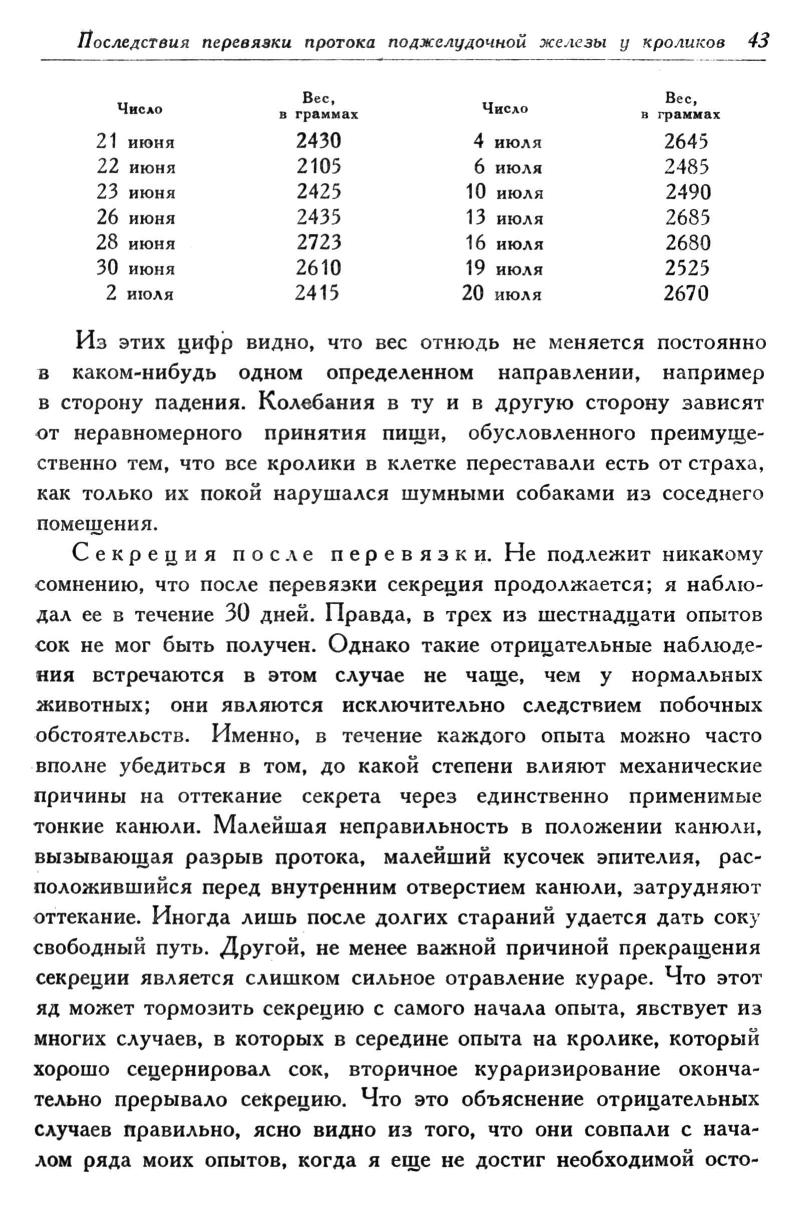 Последствия перевязки протока поджелудочной железы у кроликов 43
Число Вес, в граммах Число Вес, в граммах
21 июня 2430 4 июля 2645
22 июня 2105 6 июля 2485
23 июня 2425 10 июля 2490
26 июня 2435 13 июля 2685
28 июня 2723 16 июля 2680
30 июня 2610 19 июля 2525
2 июля 2415 20 июля 2670
Из этих цифр видно, что вес отнюдь не меняется постоянно
в каком-нибудь одном определенном направлении, например
в сторону падения. Колебания в ту и в другую сторону зависят
от неравномерного принятия пищи, обусловленного преимуще-
ственно тем, что все кролики в клетке переставали есть от страха,
как только их покой нарушался шумными собаками из соседнего
помещения.
Секреция после перевязки. Не подлежит никакому
сомнению, что после перевязки секреция продолжается; я наблю-
дал ее в течение 30 дней. Правда, в трех из шестнадцати опытов
сок не мог быть получен. Однако такие отрицательные наблюде-
ния встречаются в этом случае не чаще, чем у нормальных
животных; они являются исключительно следствием побочных
обстоятельств. Именно, в течение каждого опыта можно часто
вполне убедиться в том, до какой степени влияют механические
причины на оттекание секрета через единственно применимые
тонкие канюли. Малейшая неправильность в положении канюли,
вызывающая разрыв протока, малейший кусочек эпителия, рас-
положившийся перед внутренним отверстием канюли, затрудняют
оттекание. Иногда лишь после долгих стараний удается дать соку
свободный путь. Другой, не менее важной причиной прекращения
секреции является слишком сильное отравление кураре. Что этот
яд может тормозить секрецию с самого начала опыта, явствует из
многих случаев, в которых в середине опыта на кролике, который
хорошо сецернировал сок, вторичное кураризирование оконча-
тельно прерывало секрецию. Что это объяснение отрицательных
случаев правильно, ясно видно из того, что они совпали с нача-
лом ряда моих опытов, когда я еще не достиг необходимой осто-